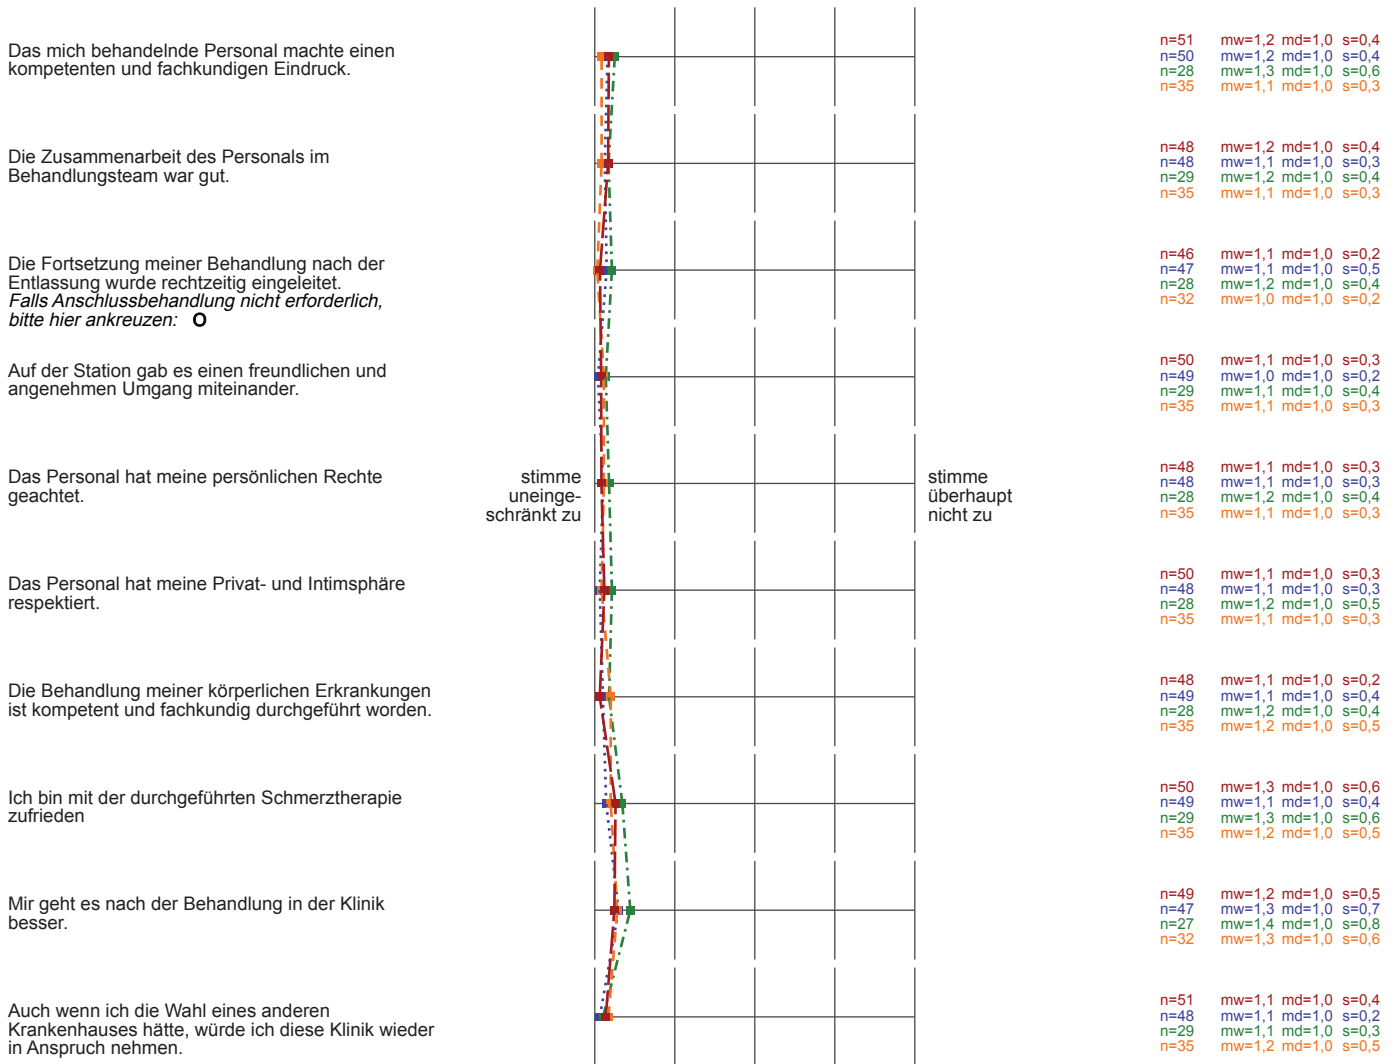 Das mich behandelnde Personal machte einen
kompetenten und fachkundigen Eindruck.
n=51 mw=1,2 md=1,0 s=0,4
n=50 mw=1,2 md=1,0 s=0,4
n=28 mw=1,3 md=1,0 s=0,6
n=35 mw=1,1 md=1,0 s=0,3
Die Zusammenarbeit des Personals im
Behandlungsteam war gut.
n=48 mw=1,2 md=1,0 s=0,4
n=48 mw=1,1 md=1,0 s=0,3
n=29 mw=1,2 md=1,0 s=0,4
n=35 mw=1,1 md=1,0 s=0,3
Die Fortsetzung meiner Behandlung nach der
Entlassung wurde rechtzeitig eingeleitet.
Falls Anschlussbehandlung nicht erforderlich,
bitte hier ankreuzen: O
n=46 mw=1,1 md=1,0 s=0,2
n=47 mw=1,1 md=1,0 s=0,5
n=28 mw=1,2 md=1,0 s=0,4
n=32 mw=1,0 md=1,0 s=0,2
Auf der Station gab es einen freundlichen und
angenehmen Umgang miteinander.
n=50 mw=1,1 md=1,0 s=0,3
n=49 mw=1,0 md=1,0 s=0,2
n=29 mw=1,1 md=1,0 s=0,4
n=35 mw=1,1 md=1,0 s=0,3
Das Personal hat meine persönlichen Rechte
geachtet.
stimme
uneinge-
schränkt zu
stimme
überhaupt
nicht zu
n=48 mw=1,1 md=1,0 s=0,3
n=48 mw=1,1 md=1,0 s=0,3
n=28 mw=1,2 md=1,0 s=0,4
n=35 mw=1,1 md=1,0 s=0,3
Das Personal hat meine Privat- und Intimsphäre
respektiert.
n=50 mw=1,1 md=1,0 s=0,3
n=48 mw=1,1 md=1,0 s=0,3
n=28 mw=1,2 md=1,0 s=0,5
n=35 mw=1,1 md=1,0 s=0,3
Die Behandlung meiner körperlichen Erkrankungen
ist kompetent und fachkundig durchgeführt worden.
n=48 mw=1,1 md=1,0 s=0,2
n=49 mw=1,1 md=1,0 s=0,4
n=28 mw=1,2 md=1,0 s=0,4
n=35 mw=1,2 md=1,0 s=0,5
Ich bin mit der durchgeführten Schmerztherapie
zufrieden
n=50 mw=1,3 md=1,0 s=0,6
n=49 mw=1,1 md=1,0 s=0,4
n=29 mw=1,3 md=1,0 s=0,6
n=35 mw=1,2 md=1,0 s=0,5
Mir geht es nach der Behandlung in der Klinik
besser.
n=49 mw=1,2 md=1,0 s=0,5
n=47 mw=1,3 md=1,0 s=0,7
n=27 mw=1,4 md=1,0 s=0,8
n=32 mw=1,3 md=1,0 s=0,6
Auch wenn ich die Wahl eines anderen
Krankenhauses hätte, würde ich diese Klinik wieder
in Anspruch nehmen.
n=51 mw=1,1 md=1,0 s=0,4
n=48 mw=1,1 md=1,0 s=0,2
n=29 mw=1,1 md=1,0 s=0,3
n=35 mw=1,2 md=1,0 s=0,5